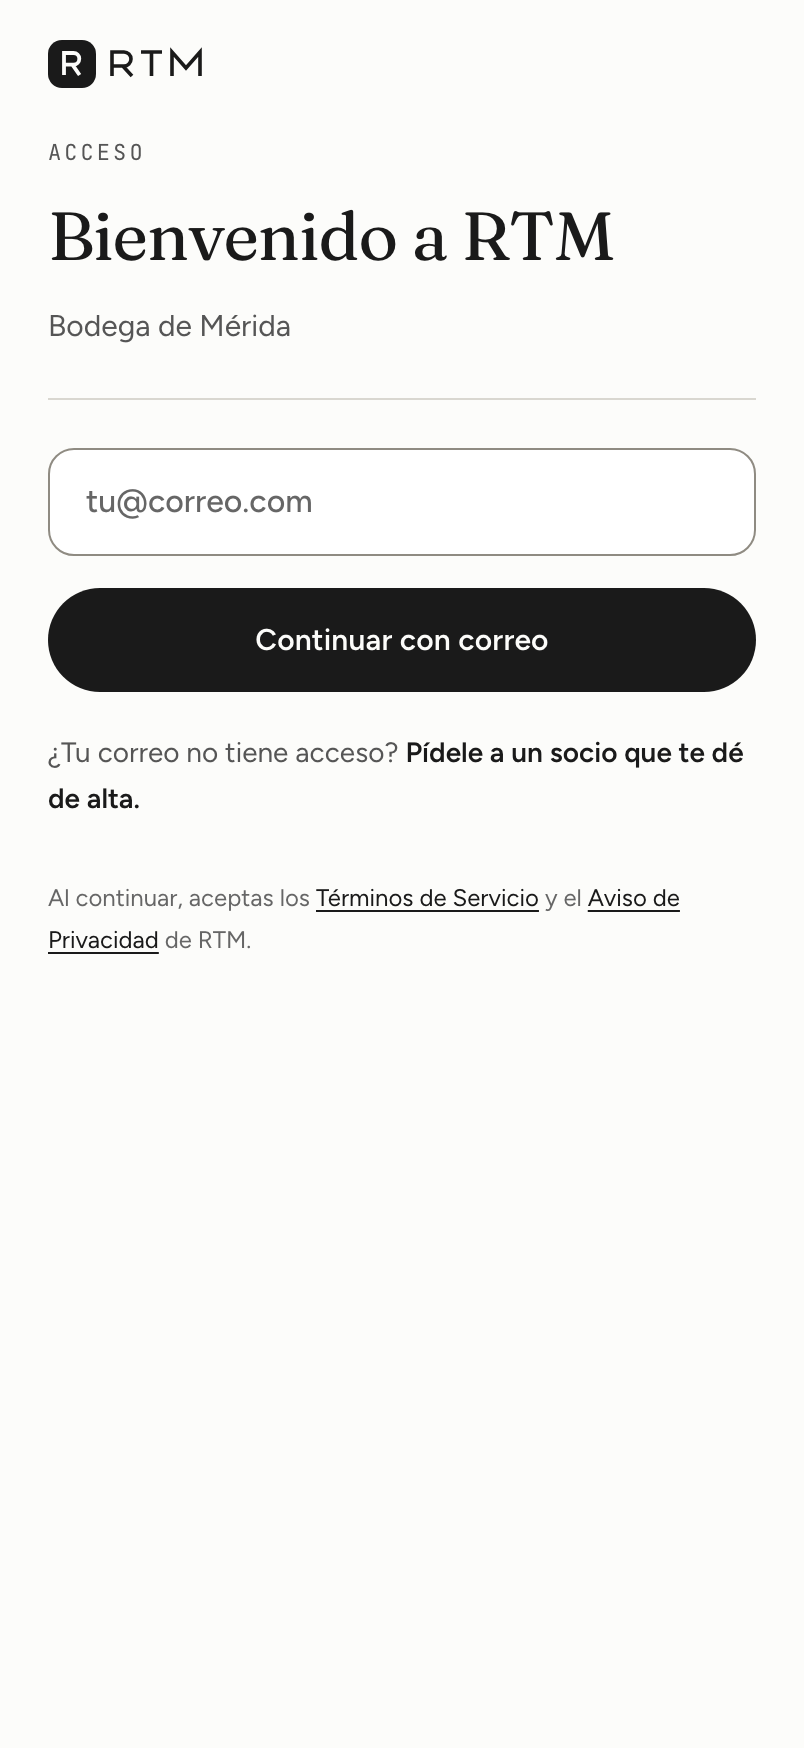 R RTM
ACCESO
Bienvenido a RTM
Bodega de Mérida
tu@correo.com
Continuar con correo
¿Tu correo no tiene acceso? Pídele a un socio que te dé
de alta.
Al continuar, aceptas los Términos de Servicio y el Aviso de
Privacidad de RTM.